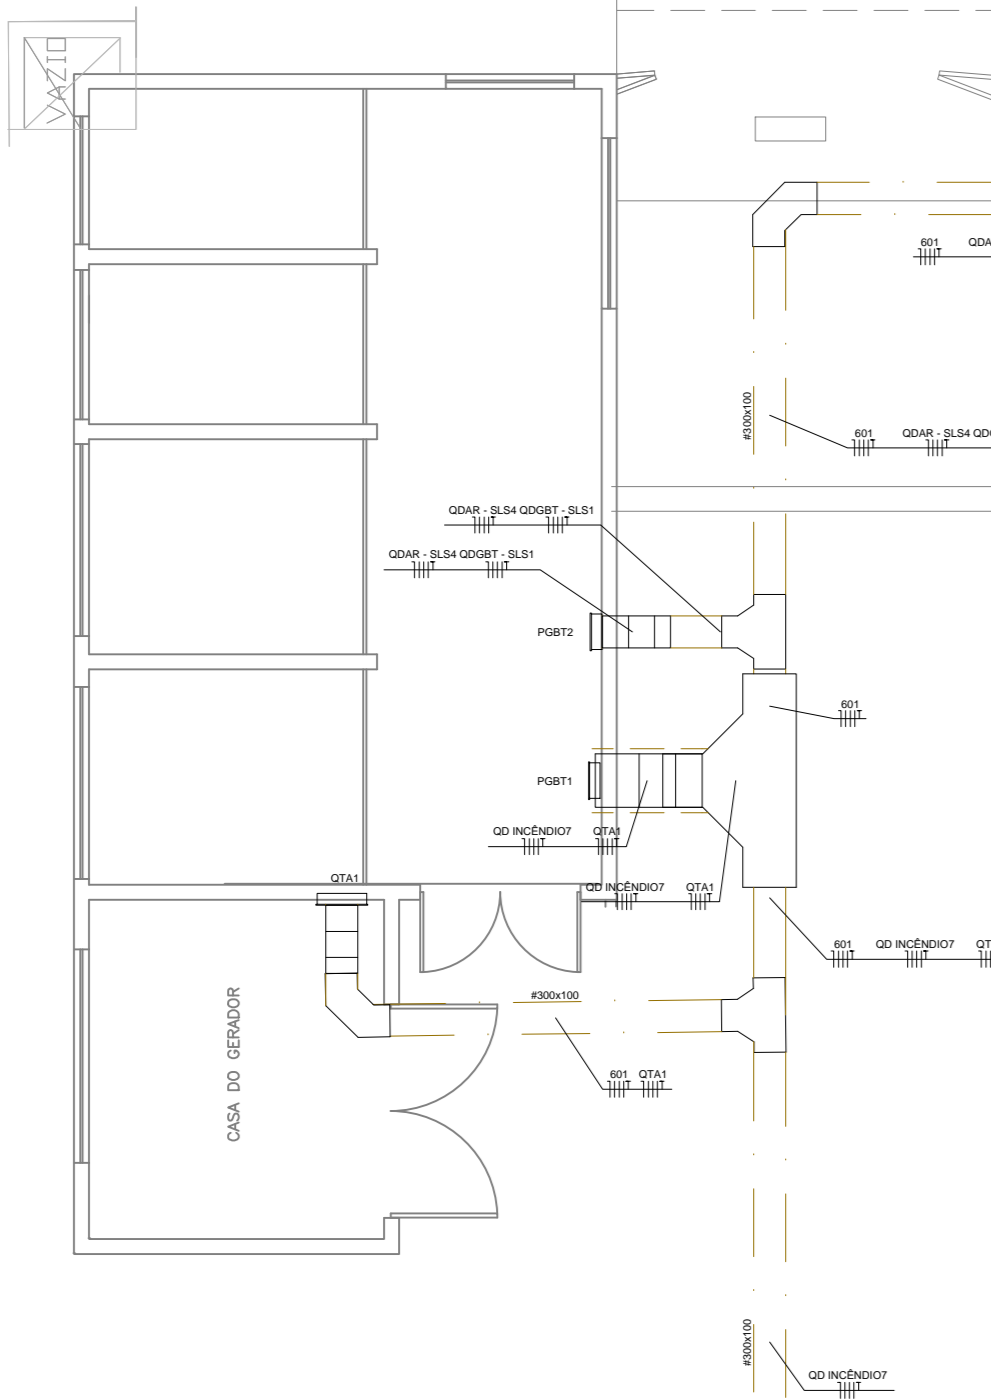 VAZIO
601 QDA
#300x100
601 QDAR - SLS4 QD
QDAR - SLS4 QDGBT - SLS1
QDAR - SLS4 QDGBT - SLS1
PGBT2
601
PGBT1
QD INCÊNDIO7 QTA1
QTA1
QD INCÊNDIO7 QTA1
601 QD INCÊNDIO7 QT
#300x100
CASA DO GERADOR
601 QTA1
#300x100
QD INCÊNDIO7